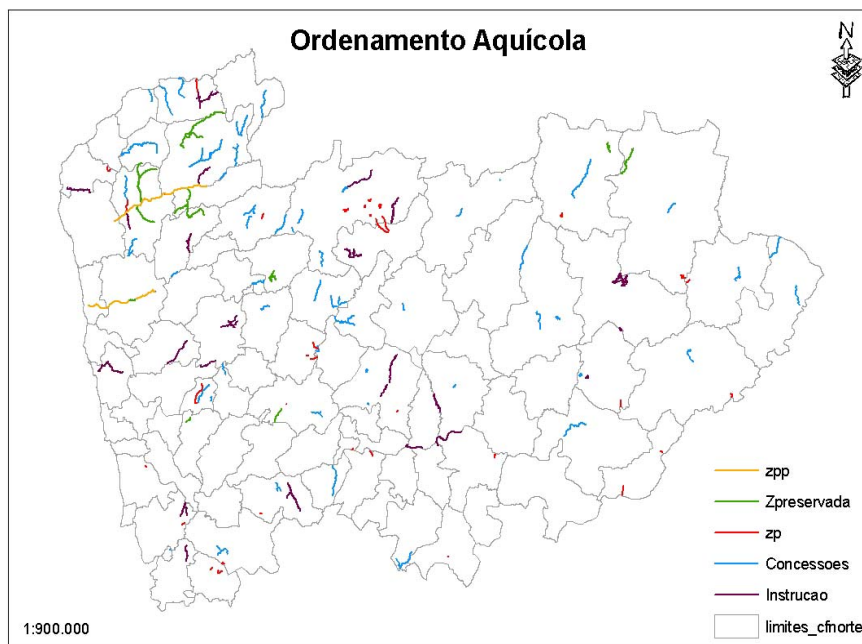 Ordenamento Aquícola
N
zpp
Zpreservada
zp
Concessoes
Instrucao
limites_cfnorte
1:900.000